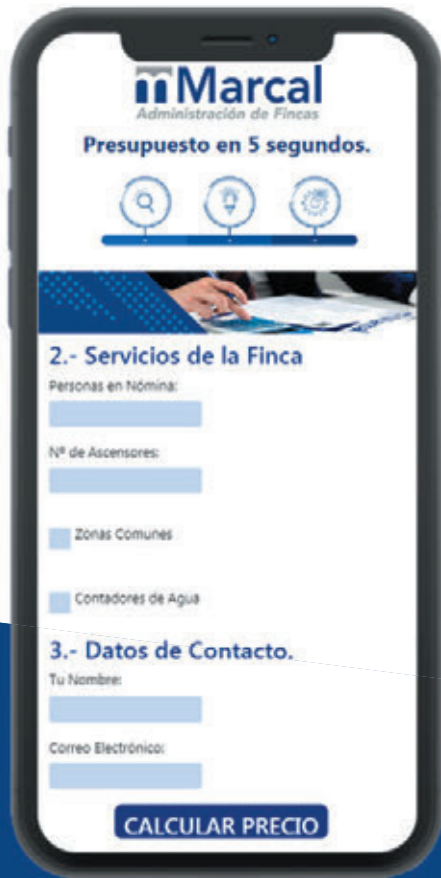 Marcal
Administración de Fincas
Presupuesto en 5 segundos.
2.- Servicios de la Finca
Personas en Nómina:
Nº de Ascensores:
Zonas Comunes
Contadores de Agua
3.- Datos de Contacto.
Tu Nombre:
Correo Electrónico:
CALCULAR PRECIO